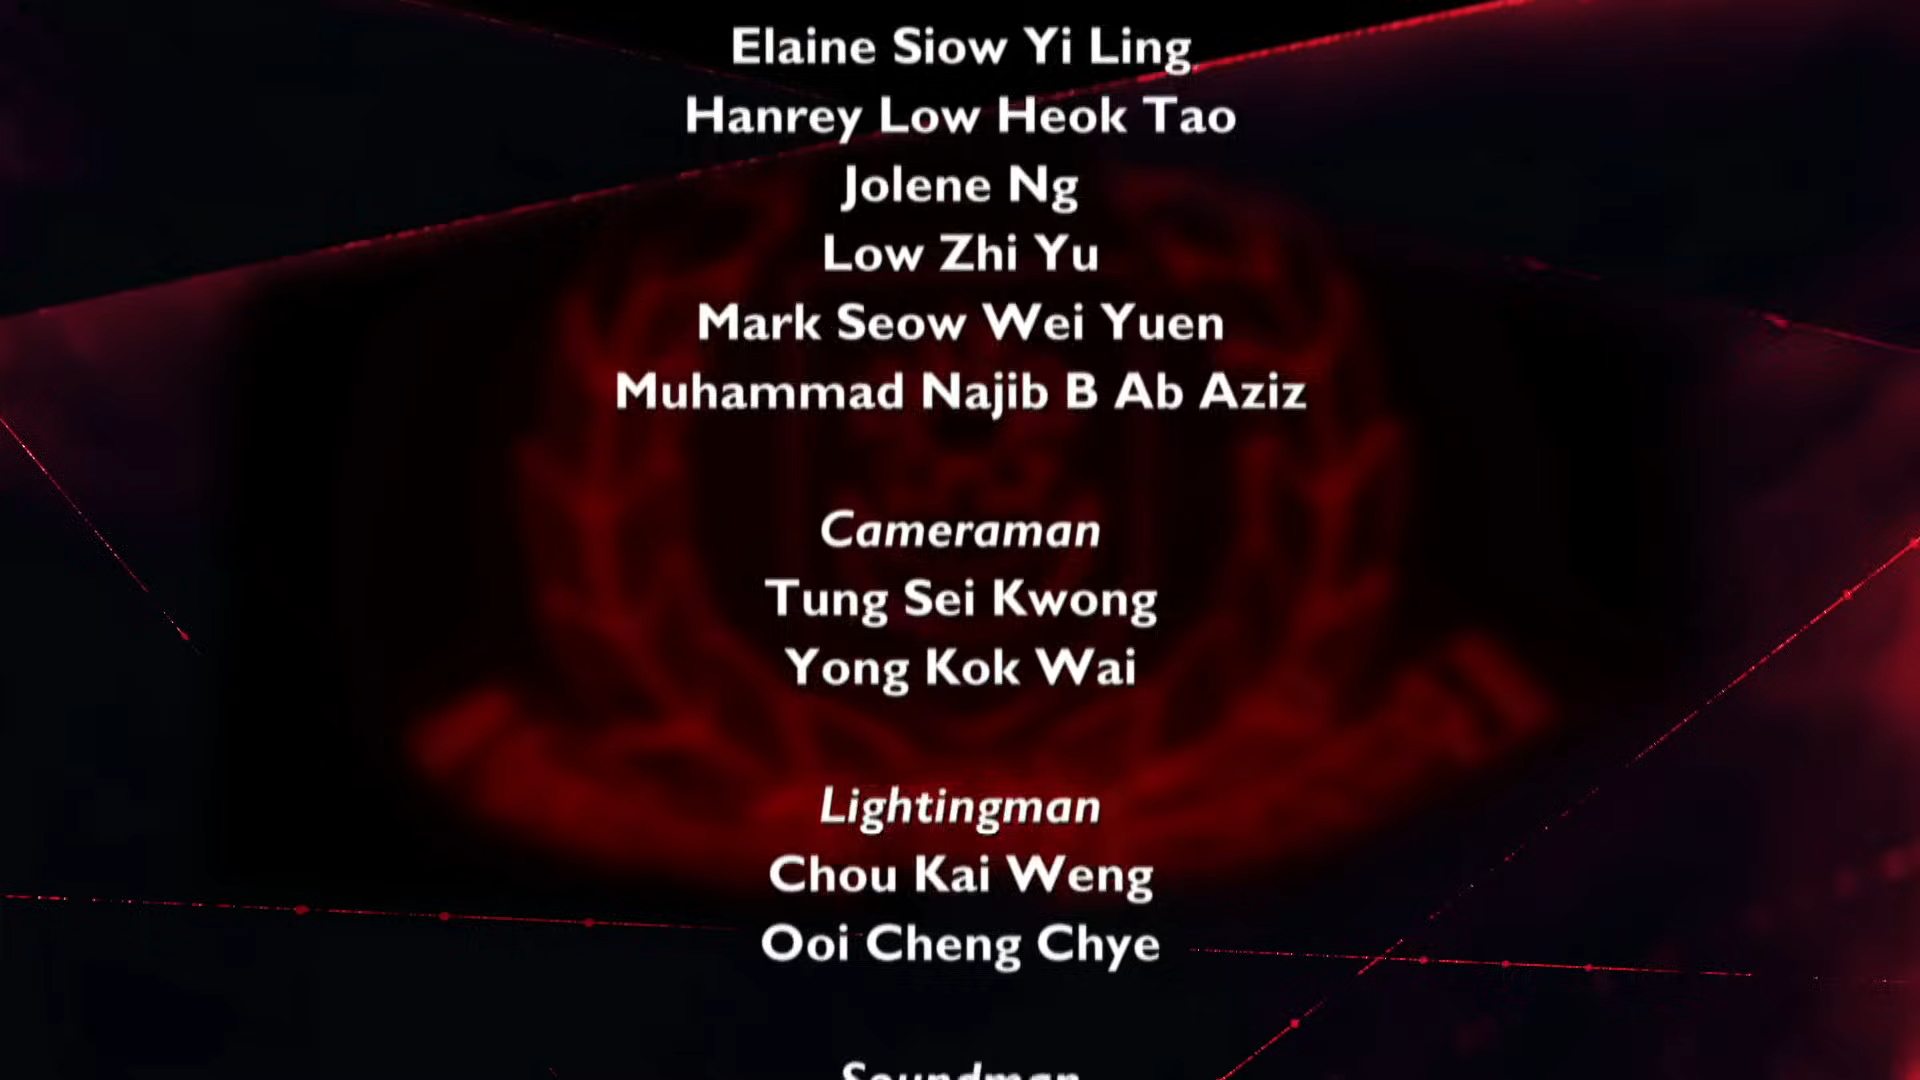 Elaine Siow Yi Ling
Hanrey Low Heok Tao
Jolene Ng
Low Zhi Yu
Mark Seow Wei Yuen
Muhammad Najib B Ab Aziz
Cameraman
Tung Sei Kwong
Yong Kok Wai
Lightingman
Chou Kai Weng
Ooi Cheng Chye
Soundman